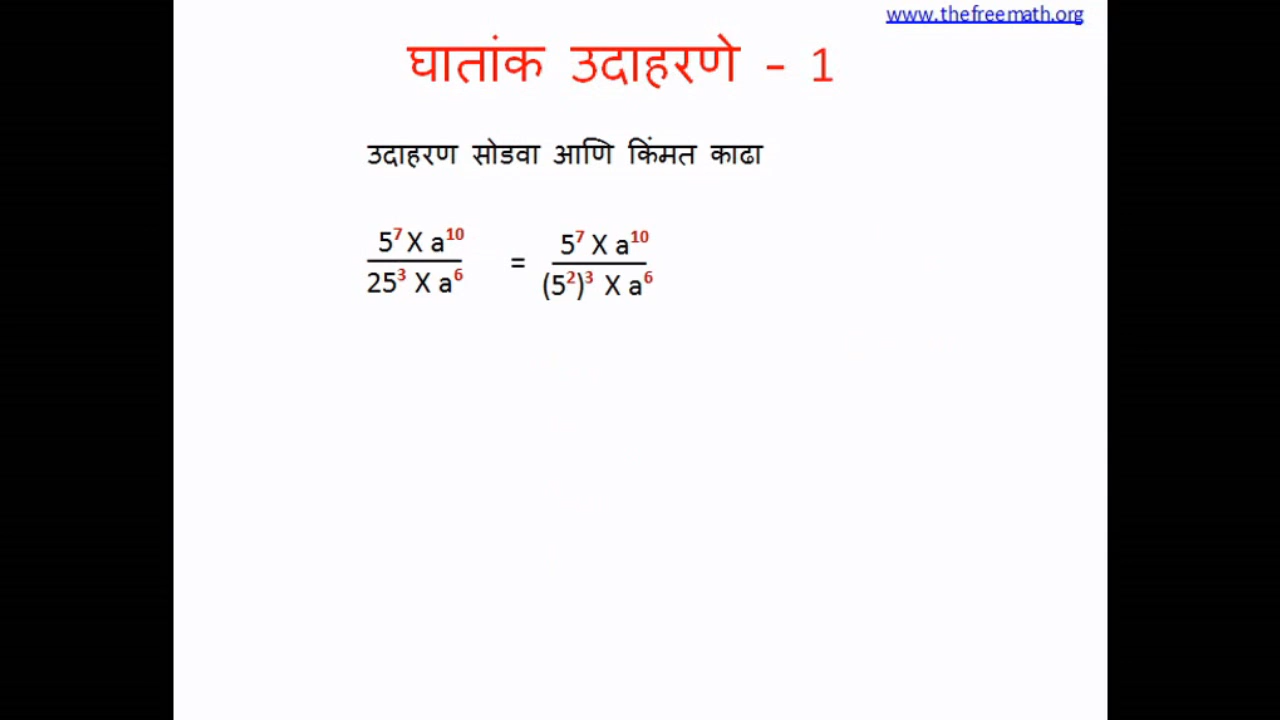 www.thefreemath.org
घातांक उदाहरणे - 1
उदाहरण सोडवा आणि किंमत काढा
5⁷ X a¹⁰ = 5⁷ X a¹⁰
25³ X a⁶ (5²)³ X a⁶